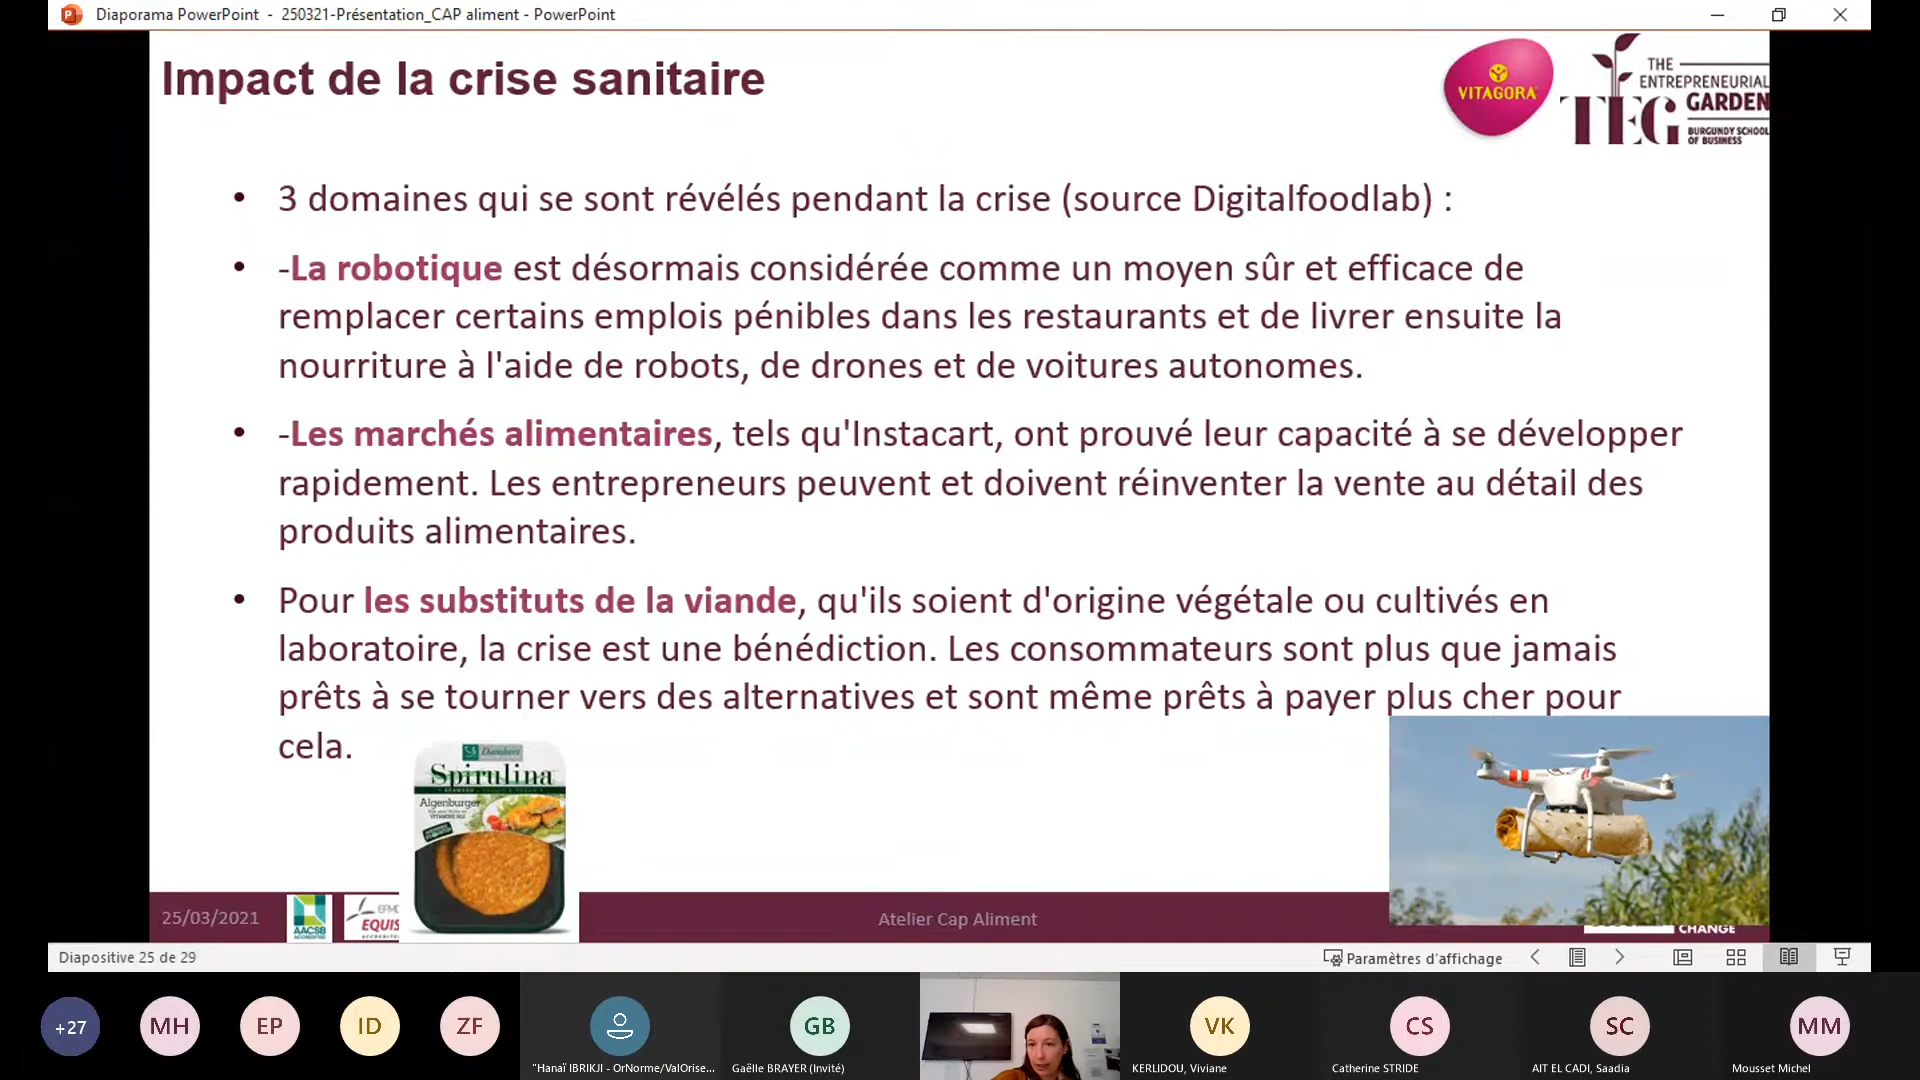 Diaporama PowerPoint - 250321-Présentation_CAP aliment - PowerPoint
Impact de la crise sanitaire
VITAGORA
THE
ENTREPRENEURIAL
GARDEN
TEG
BURGUNDY SCHOOL
OF BUSINESS
• 3 domaines qui se sont révélés pendant la crise (source Digitalfoodlab) :
• -La robotique est désormais considérée comme un moyen sûr et efficace de
remplacer certains emplois pénibles dans les restaurants et de livrer ensuite la
nourriture à l'aide de robots, de drones et de voitures autonomes.
• -Les marchés alimentaires, tels qu'Instacart, ont prouvé leur capacité à se développer
rapidement. Les entrepreneurs peuvent et doivent réinventer la vente au détail des
produits alimentaires.
• Pour les substituts de la viande, qu'ils soient d'origine végétale ou cultivés en
laboratoire, la crise est une bénédiction. Les consommateurs sont plus que jamais
prêts à se tourner vers des alternatives et sont même prêts à payer plus cher pour
cela.
Damhert
Spirulina
Algenburger
25/03/2021
AACSB
ACCREDITED
EFMD
EQUIS
Atelier Cap Aliment
CHANGE
Diapositive 25 de 29
Paramètres d'affichage
+27
MH
EP
ID
ZF
GB
VK
CS
SC
MM
"Hanaï IBRIKJI - OrNorme/ValOrise...
Gaëlle BRAYER (Invité)
KERLIDOU, Viviane
Catherine STRIDE
AIT EL CADI, Saadia
Mousset Michel